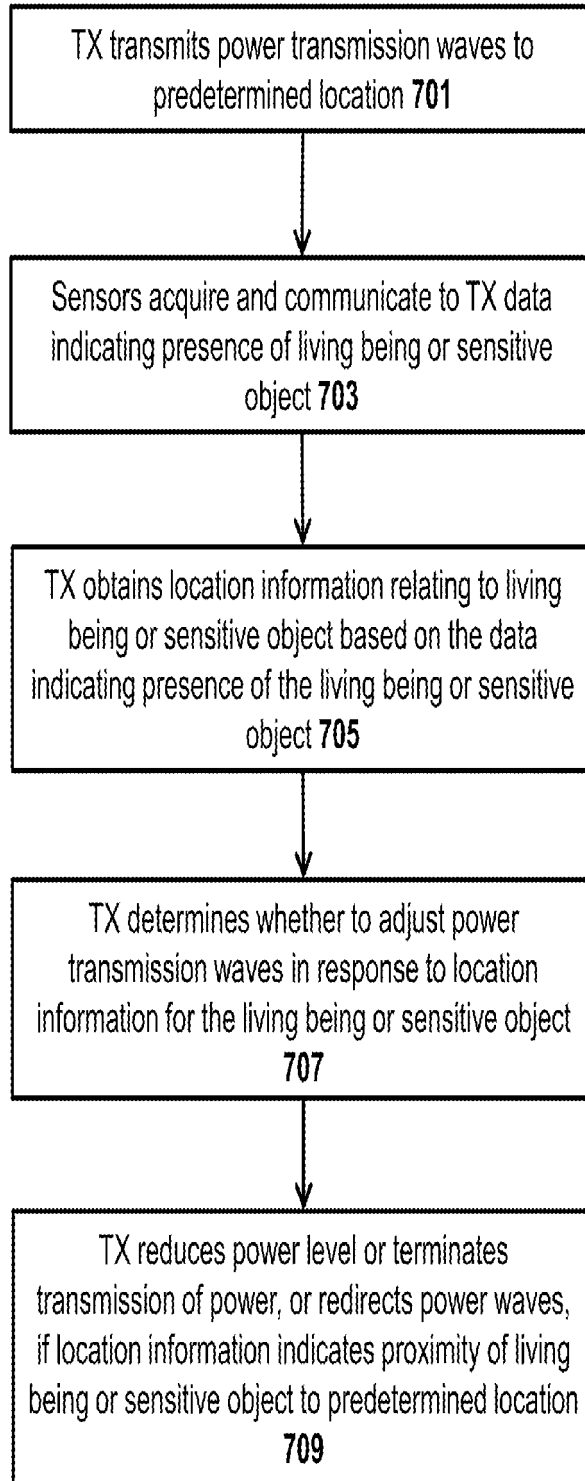 TX transmits power transmission waves to
predetermined location 701
Sensors acquire and communicate to TX data
indicating presence of living being or sensitive
object 703
TX obtains location information relating to living
being or sensitive object based on the data
indicating presence of the living being or sensitive
object 705
TX determines whether to adjust power
transmission waves in response to location
information for the living being or sensitive object
707
TX reduces power level or terminates
transmission of power, or redirects power waves,
if location information indicates proximity of living
being or sensitive object to predetermined location
709